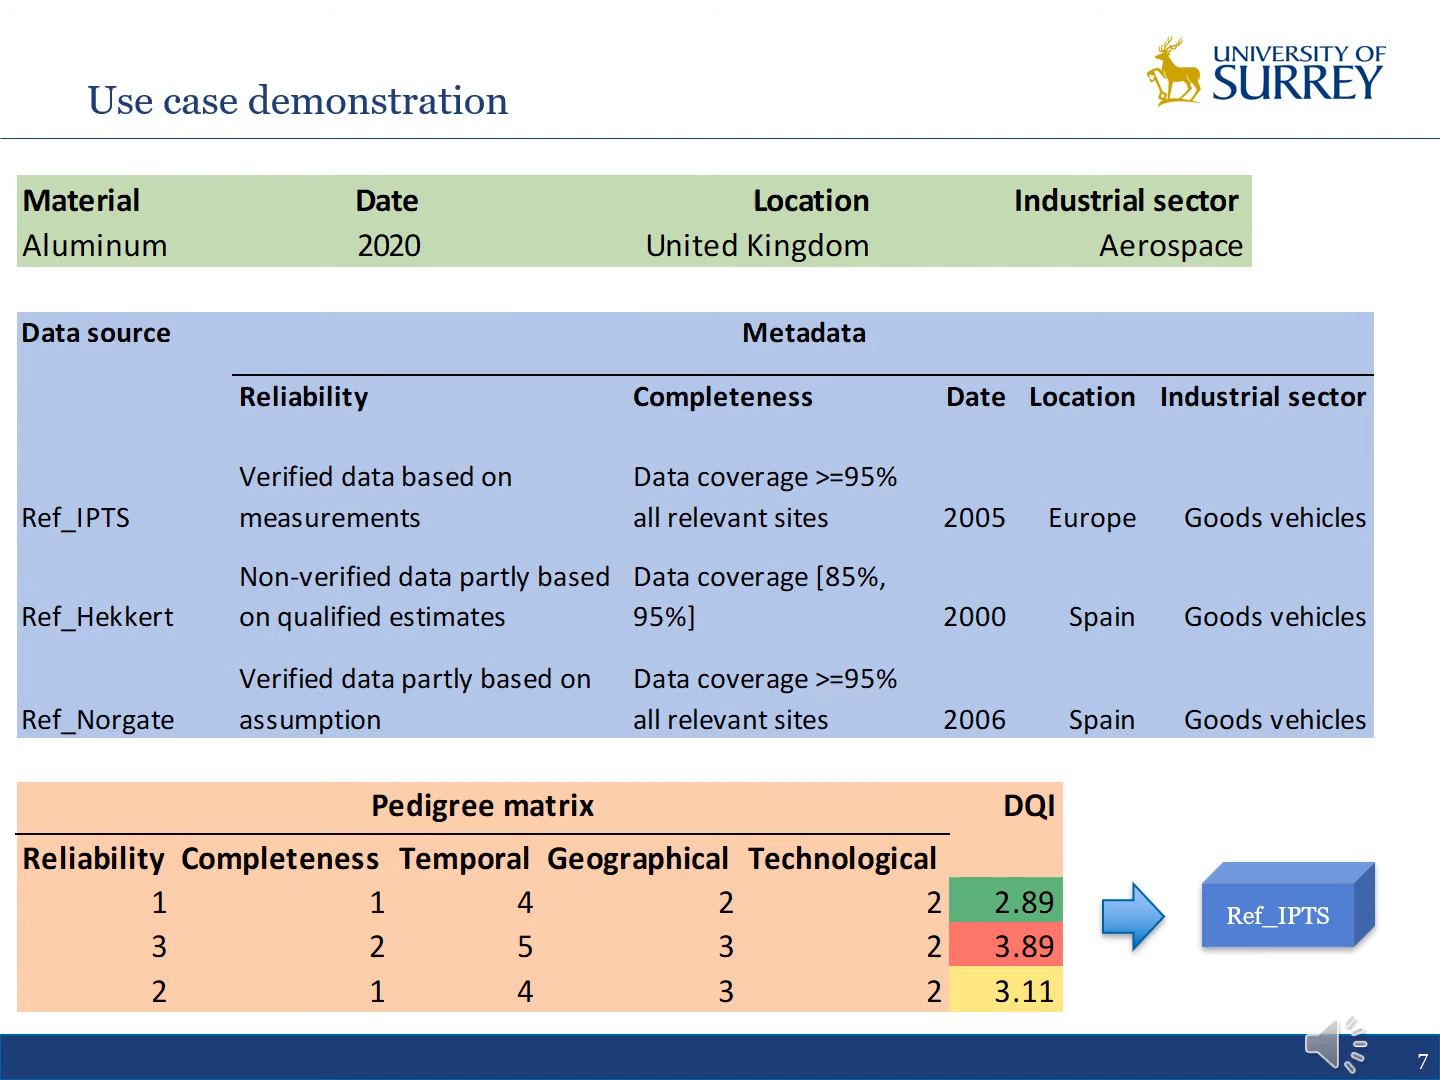 UNIVERSITY OF
SURREY
Use case demonstration
Material Date Location Industrial sector
Aluminum 2020 United Kingdom Aerospace
Data source Metadata
Reliability Completeness Date Location Industrial sector
Verified data based on Data coverage >=95%
Ref_IPTS measurements all relevant sites 2005 Europe Goods vehicles
Non-verified data partly based Data coverage [85%,
Ref_Hekkert on qualified estimates 95%] 2000 Spain Goods vehicles
Verified data partly based on Data coverage >=95%
Ref_Norgate assumption all relevant sites 2006 Spain Goods vehicles
Pedigree matrix DQI
Reliability Completeness Temporal Geographical Technological
1 1 4 2 2 2.89
3 2 5 3 2 3.89
2 1 4 3 2 3.11
Ref_IPTS
7